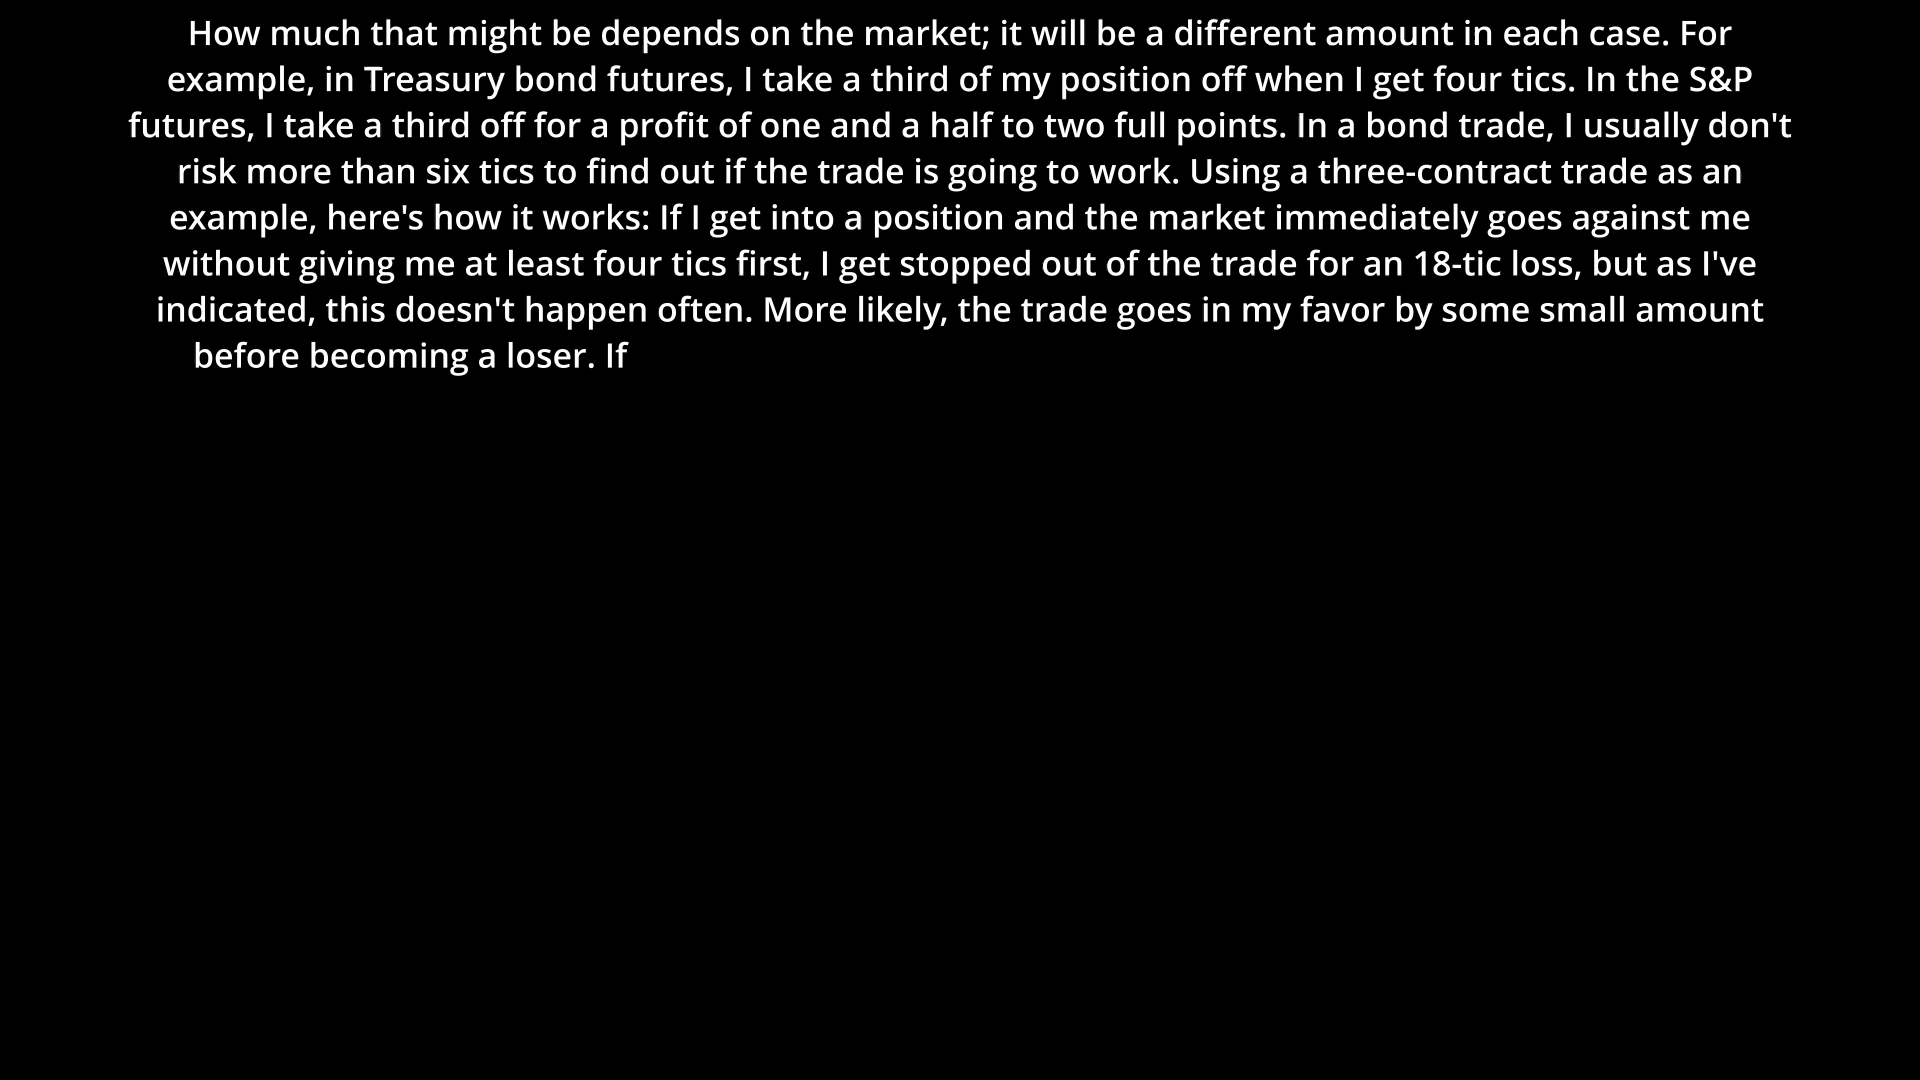 How much that might be depends on the market; it will be a different amount in each case. For
example, in Treasury bond futures, I take a third of my position off when I get four tics. In the S&P
futures, I take a third off for a profit of one and a half to two full points. In a bond trade, I usually don't
risk more than six tics to find out if the trade is going to work. Using a three-contract trade as an
example, here's how it works: If I get into a position and the market immediately goes against me
without giving me at least four tics first, I get stopped out of the trade for an 18-tic loss, but as I've
indicated, this doesn't happen often. More likely, the trade goes in my favor by some small amount
before becoming a loser. If